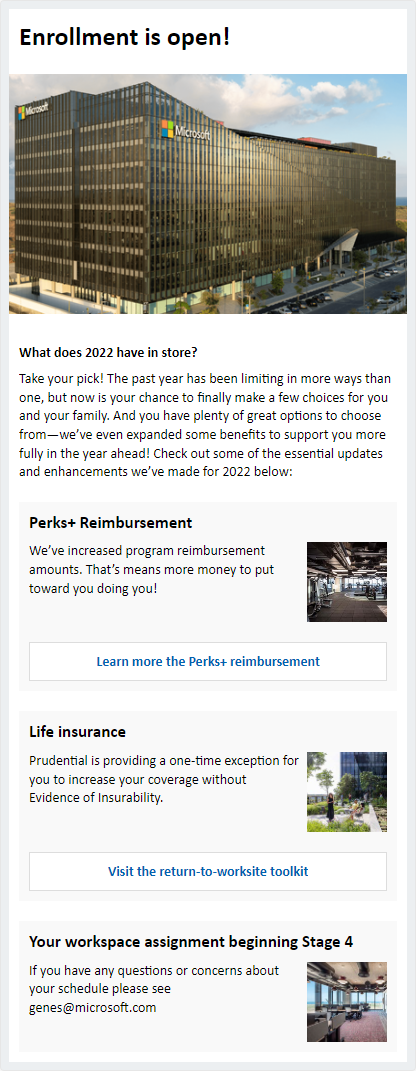 Enrollment is open!
Microsoft
Microsoft
What does 2022 have in store?
Take your pick! The past year has been limiting in more ways than
one, but now is your chance to finally make a few choices for you
and your family. And you have plenty of great options to choose
from—we’ve even expanded some benefits to support you more
fully in the year ahead! Check out some of the essential updates
and enhancements we’ve made for 2022 below:
Perks+ Reimbursement
We’ve increased program reimbursement
amounts. That’s means more money to put
toward you doing you!
Learn more the Perks+ reimbursement
Life insurance
Prudential is providing a one-time exception for
you to increase your coverage without
Evidence of Insurability.
Visit the return-to-worksite toolkit
Your workspace assignment beginning Stage 4
If you have any questions or concerns about
your schedule please see
genes@microsoft.com